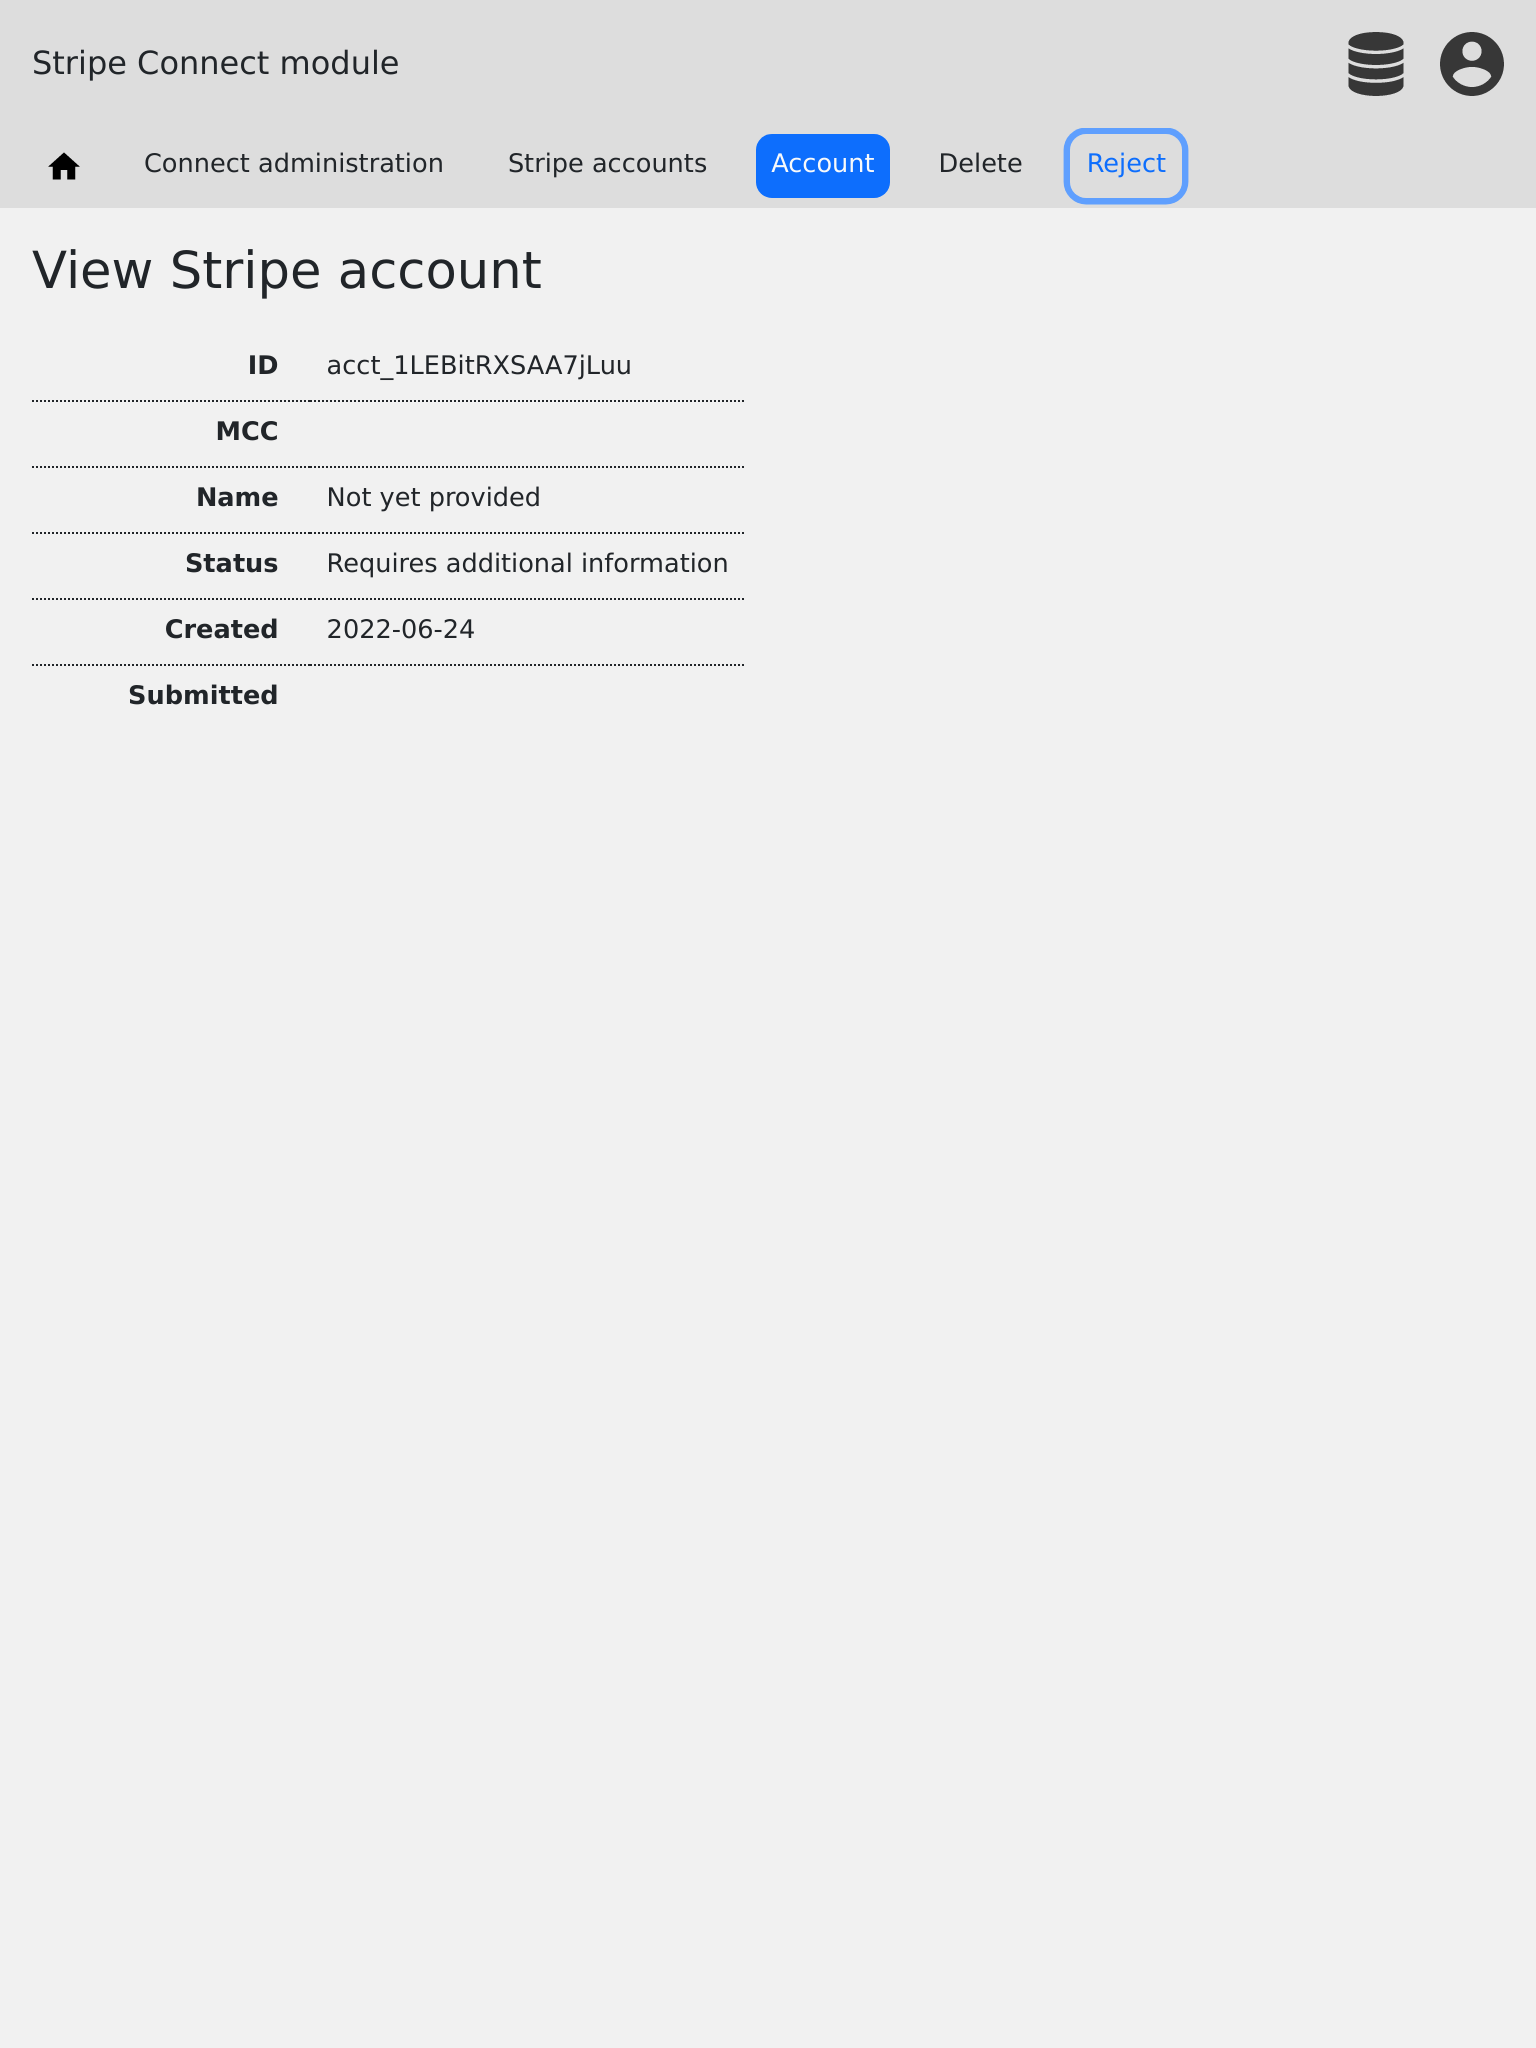 Stripe Connect module
Connect administration Stripe accounts Account Delete Reject
View Stripe account
ID acct_1LEBitRXSAA7jLuu
MCC
Name Not yet provided
Status Requires additional information
Created 2022-06-24
Submitted